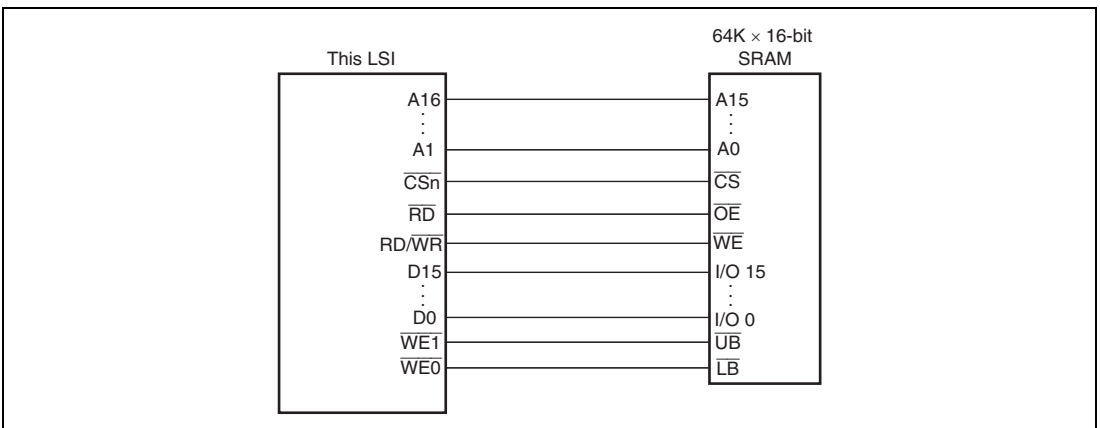 64K × 16-bit
This LSI SRAM
A16 A15
A1 A0
CSn CS
RD OE
RD/WR WE
D15 I/O 15
D0 I/O 0
WE1 UB
WE0 LB